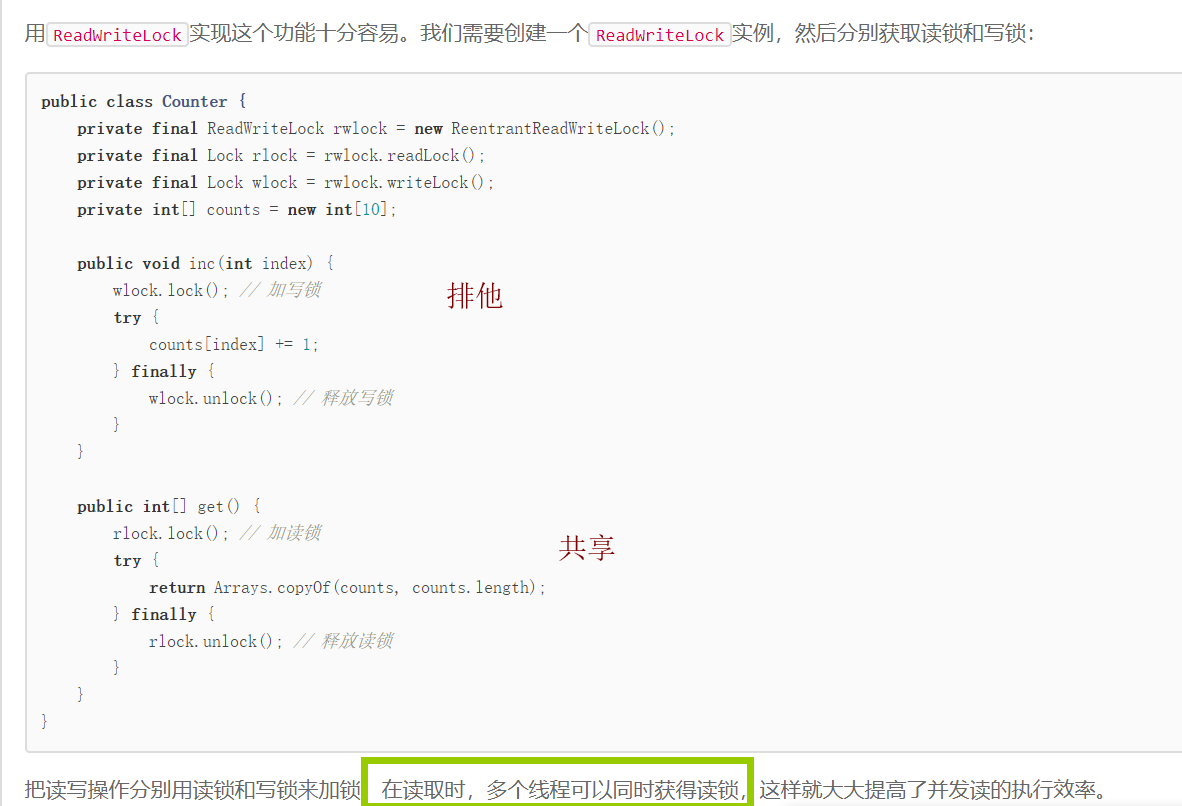 用ReadWriteLock实现这个功能十分容易。我们需要创建一个ReadWriteLock实例，然后分别获取读锁和写锁：
public class Counter {
    private final ReadWriteLock rwlock = new ReentrantReadWriteLock();
    private final Lock rlock = rwlock.readLock();
    private final Lock wlock = rwlock.writeLock();
    private int[] counts = new int[10];
    public void inc(int index) {
        wlock.lock(); // 加写锁
排他
        try {
            counts[index] += 1;
        } finally {
            wlock.unlock(); // 释放写锁
        }
    }
    public int[] get() {
        rlock.lock(); // 加读锁
共享
        try {
            return Arrays.copyOf(counts, counts.length);
        } finally {
            rlock.unlock(); // 释放读锁
        }
    }
}
把读写操作分别用读锁和写锁来加锁 在读取时，多个线程可以同时获得读锁，这样就大大提高了并发读的执行效率。